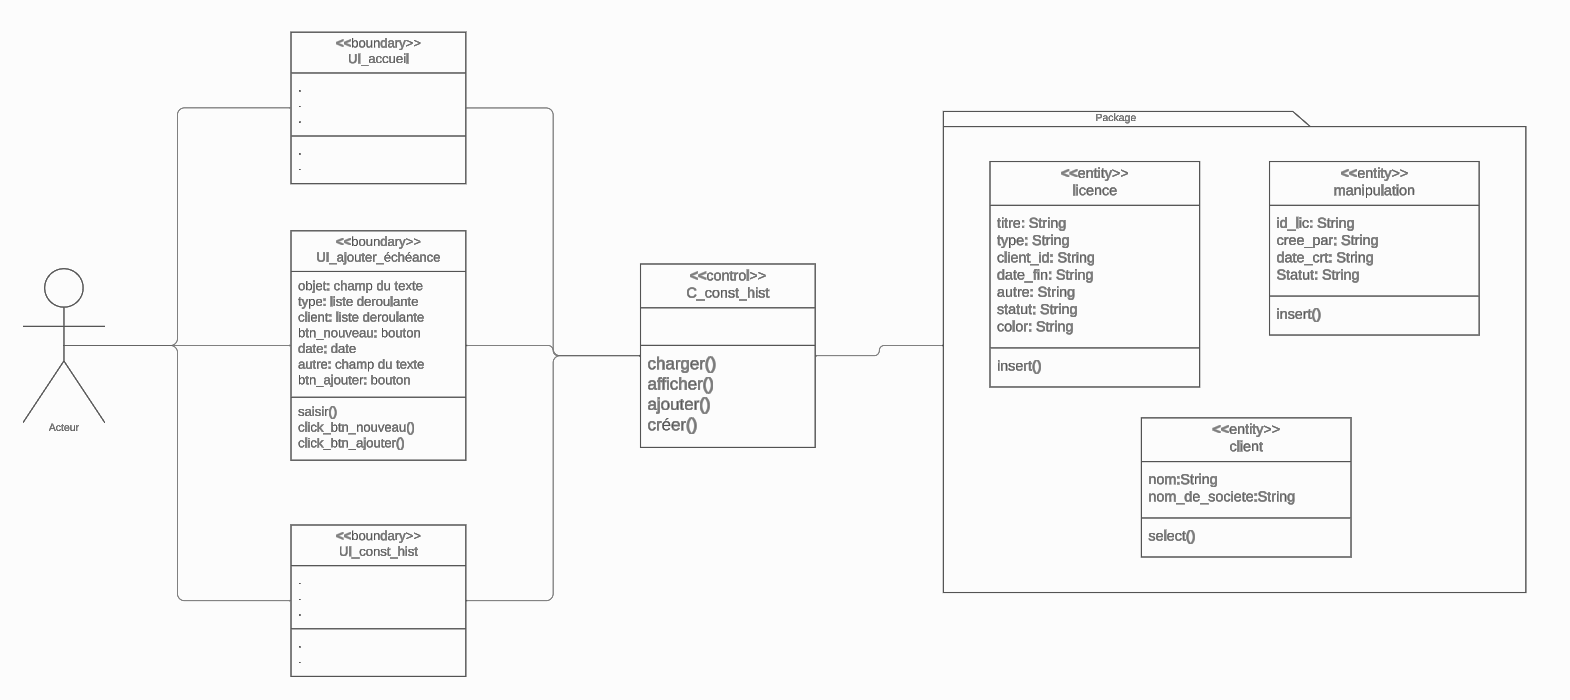 <<boundary>>
UI_accueil
.
.
.
.
.
<<boundary>>
UI_ajouter_échéance
objet: champ du texte
type: liste deroulante
client: liste deroulante
btn_nouveau: bouton
date: date
autre: champ du texte
btn_ajouter: bouton
saisir()
click_btn_nouveau()
click_btn_ajouter()
Acteur
<<boundary>>
UI_const_hist
.
.
.
.
.
<<control>>
C_const_hist
charger()
afficher()
ajouter()
créer()
Package
<<entity>>
licence
titre: String
type: String
client_id: String
date_fin: String
autre: String
statut: String
color: String
insert()
<<entity>>
manipulation
id_lic: String
cree_par: String
date_crt: String
Statut: String
insert()
<<entity>>
client
nom:String
nom_de_societe:String
select()